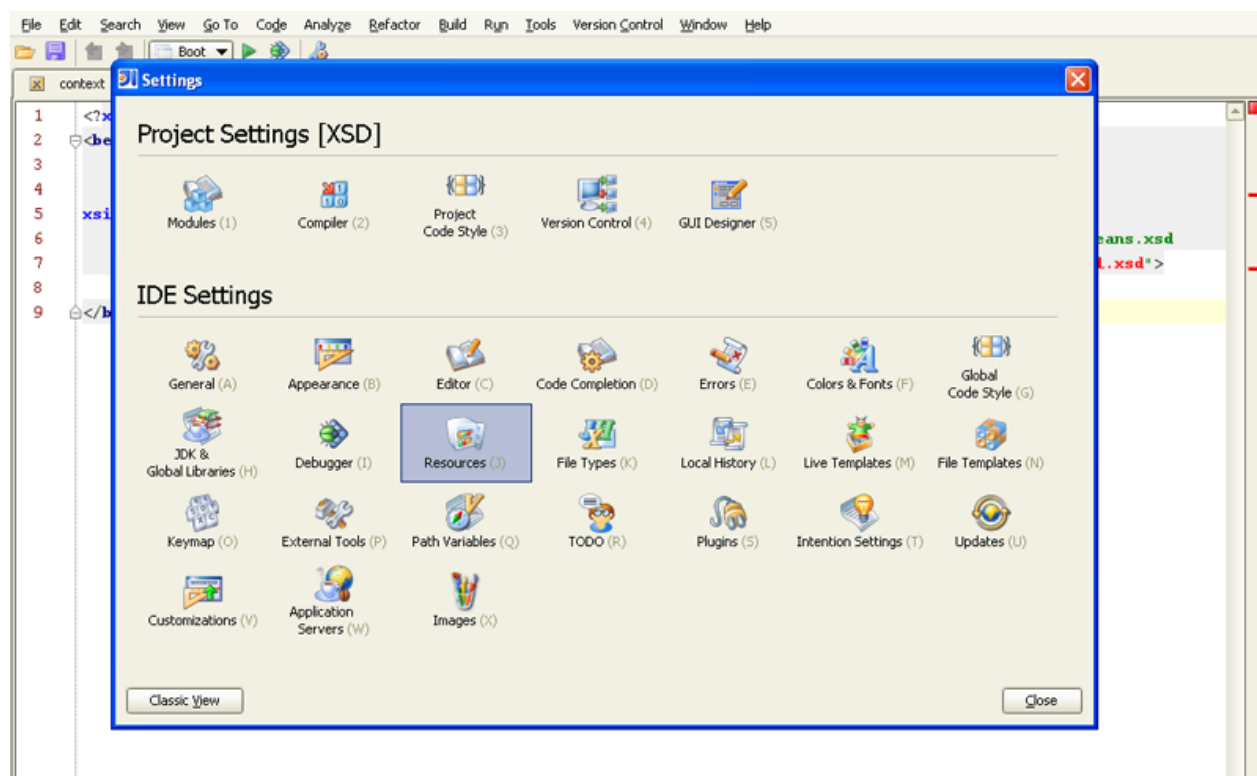 File Edit Search View Go To Code Analyze Refactor Build Run Tools Version Control Window Help
Boot
context
Settings
1 <?x
2 <be
3
4
5 xsi
6 eans.xsd
7 l.xsd">
8
9 </b
Project Settings [XSD]
Modules (1) Compiler (2) Project Code Style (3) Version Control (4) GUI Designer (5)
IDE Settings
General (A) Appearance (B) Editor (C) Code Completion (D) Errors (E) Colors & Fonts (F) Global Code Style (G)
JDK & Global Libraries (H) Debugger (I) Resources (J) File Types (K) Local History (L) Live Templates (M) File Templates (N)
Keymap (O) External Tools (P) Path Variables (Q) TODO (R) Plugins (S) Intention Settings (T) Updates (U)
Customizations (V) Application Servers (W) Images (X)
Classic View Close